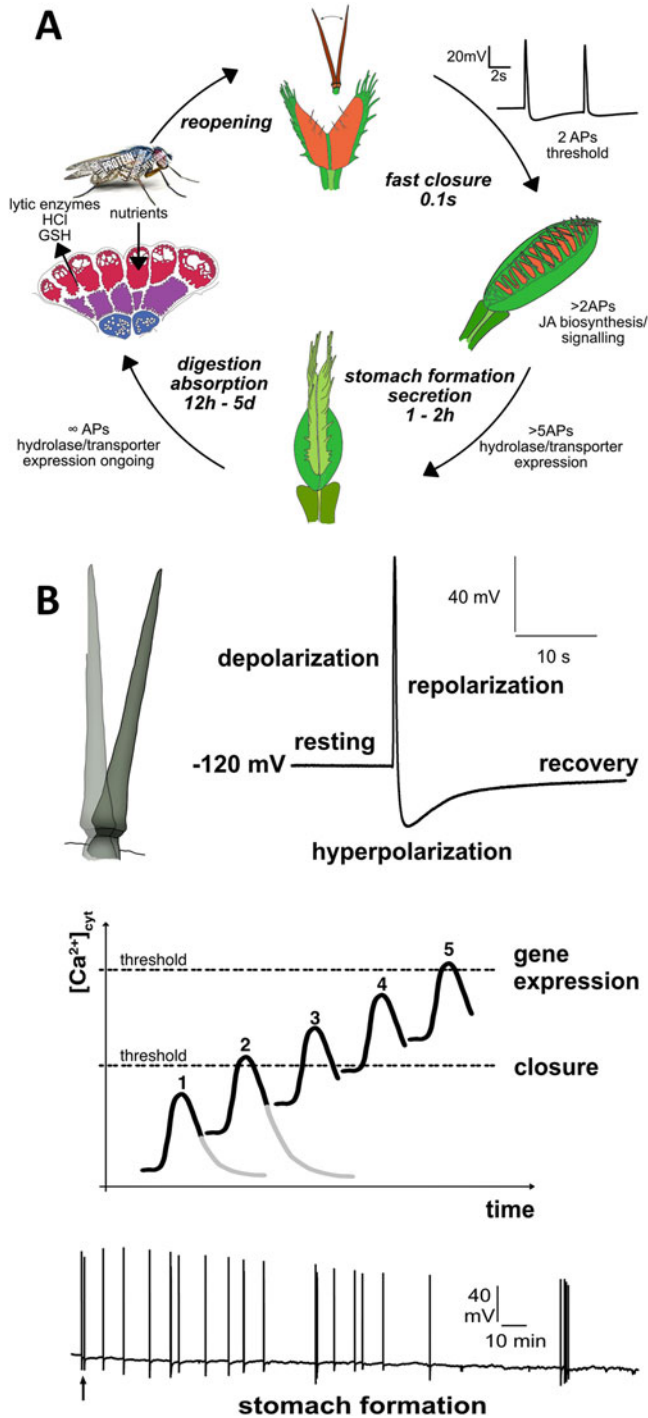 A
20mV
2s
2 APs
threshold
reopening
fast closure
0.1s
PROTEIN
lytic enzymes
HCl
GSH
nutrients
>2APs
JA biosynthesis/
signalling
digestion
absorption
12h - 5d
stomach formation
secretion
1 - 2h
∞ APs
hydrolase/transporter
expression ongoing
>5APs
hydrolase/transporter
expression
B
40 mV
10 s
depolarization
repolarization
resting
-120 mV
recovery
hyperpolarization
[Ca²⁺]cyt
threshold
gene
expression
threshold
closure
1
2
3
4
5
time
40
mV
10 min
stomach formation